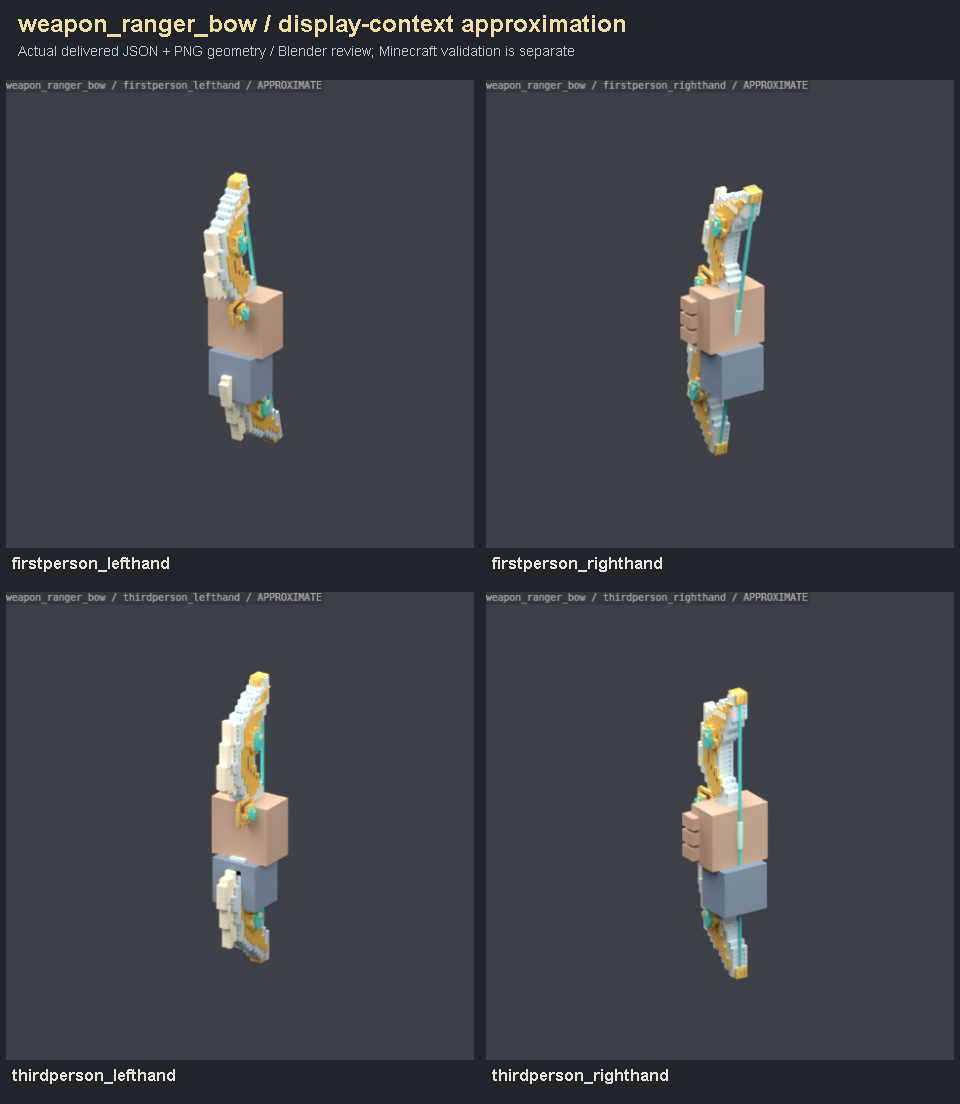 weapon_ranger_bow / display-context approximation
Actual delivered JSON + PNG geometry / Blender review; Minecraft validation is separate
weapon_ranger_bow / firstperson_lefthand / APPROXIMATE
weapon_ranger_bow / firstperson_righthand / APPROXIMATE
firstperson_lefthand
firstperson_righthand
weapon_ranger_bow / thirdperson_lefthand / APPROXIMATE
weapon_ranger_bow / thirdperson_righthand / APPROXIMATE
thirdperson_lefthand
thirdperson_righthand